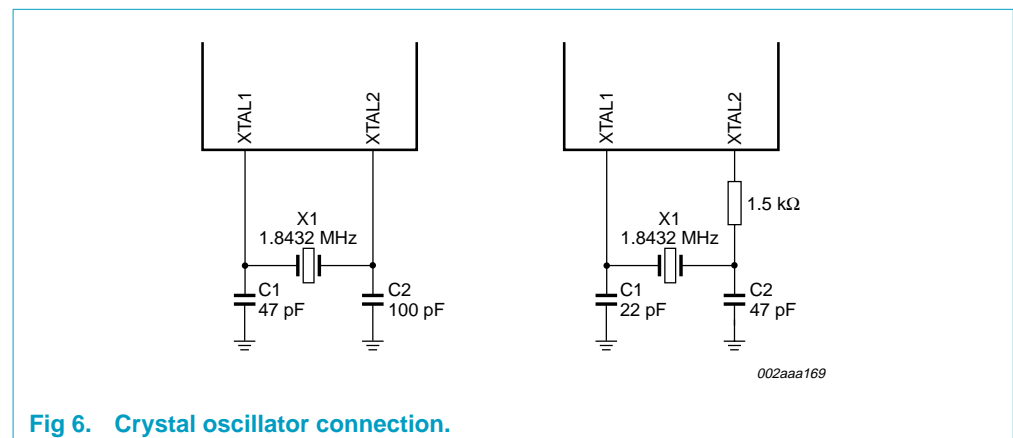 XTAL1
XTAL2
X1
1.8432 MHz
C1
47 pF
C2
100 pF
XTAL1
XTAL2
1.5 kΩ
X1
1.8432 MHz
C1
22 pF
C2
47 pF
002aaa169
Fig 6. Crystal oscillator connection.